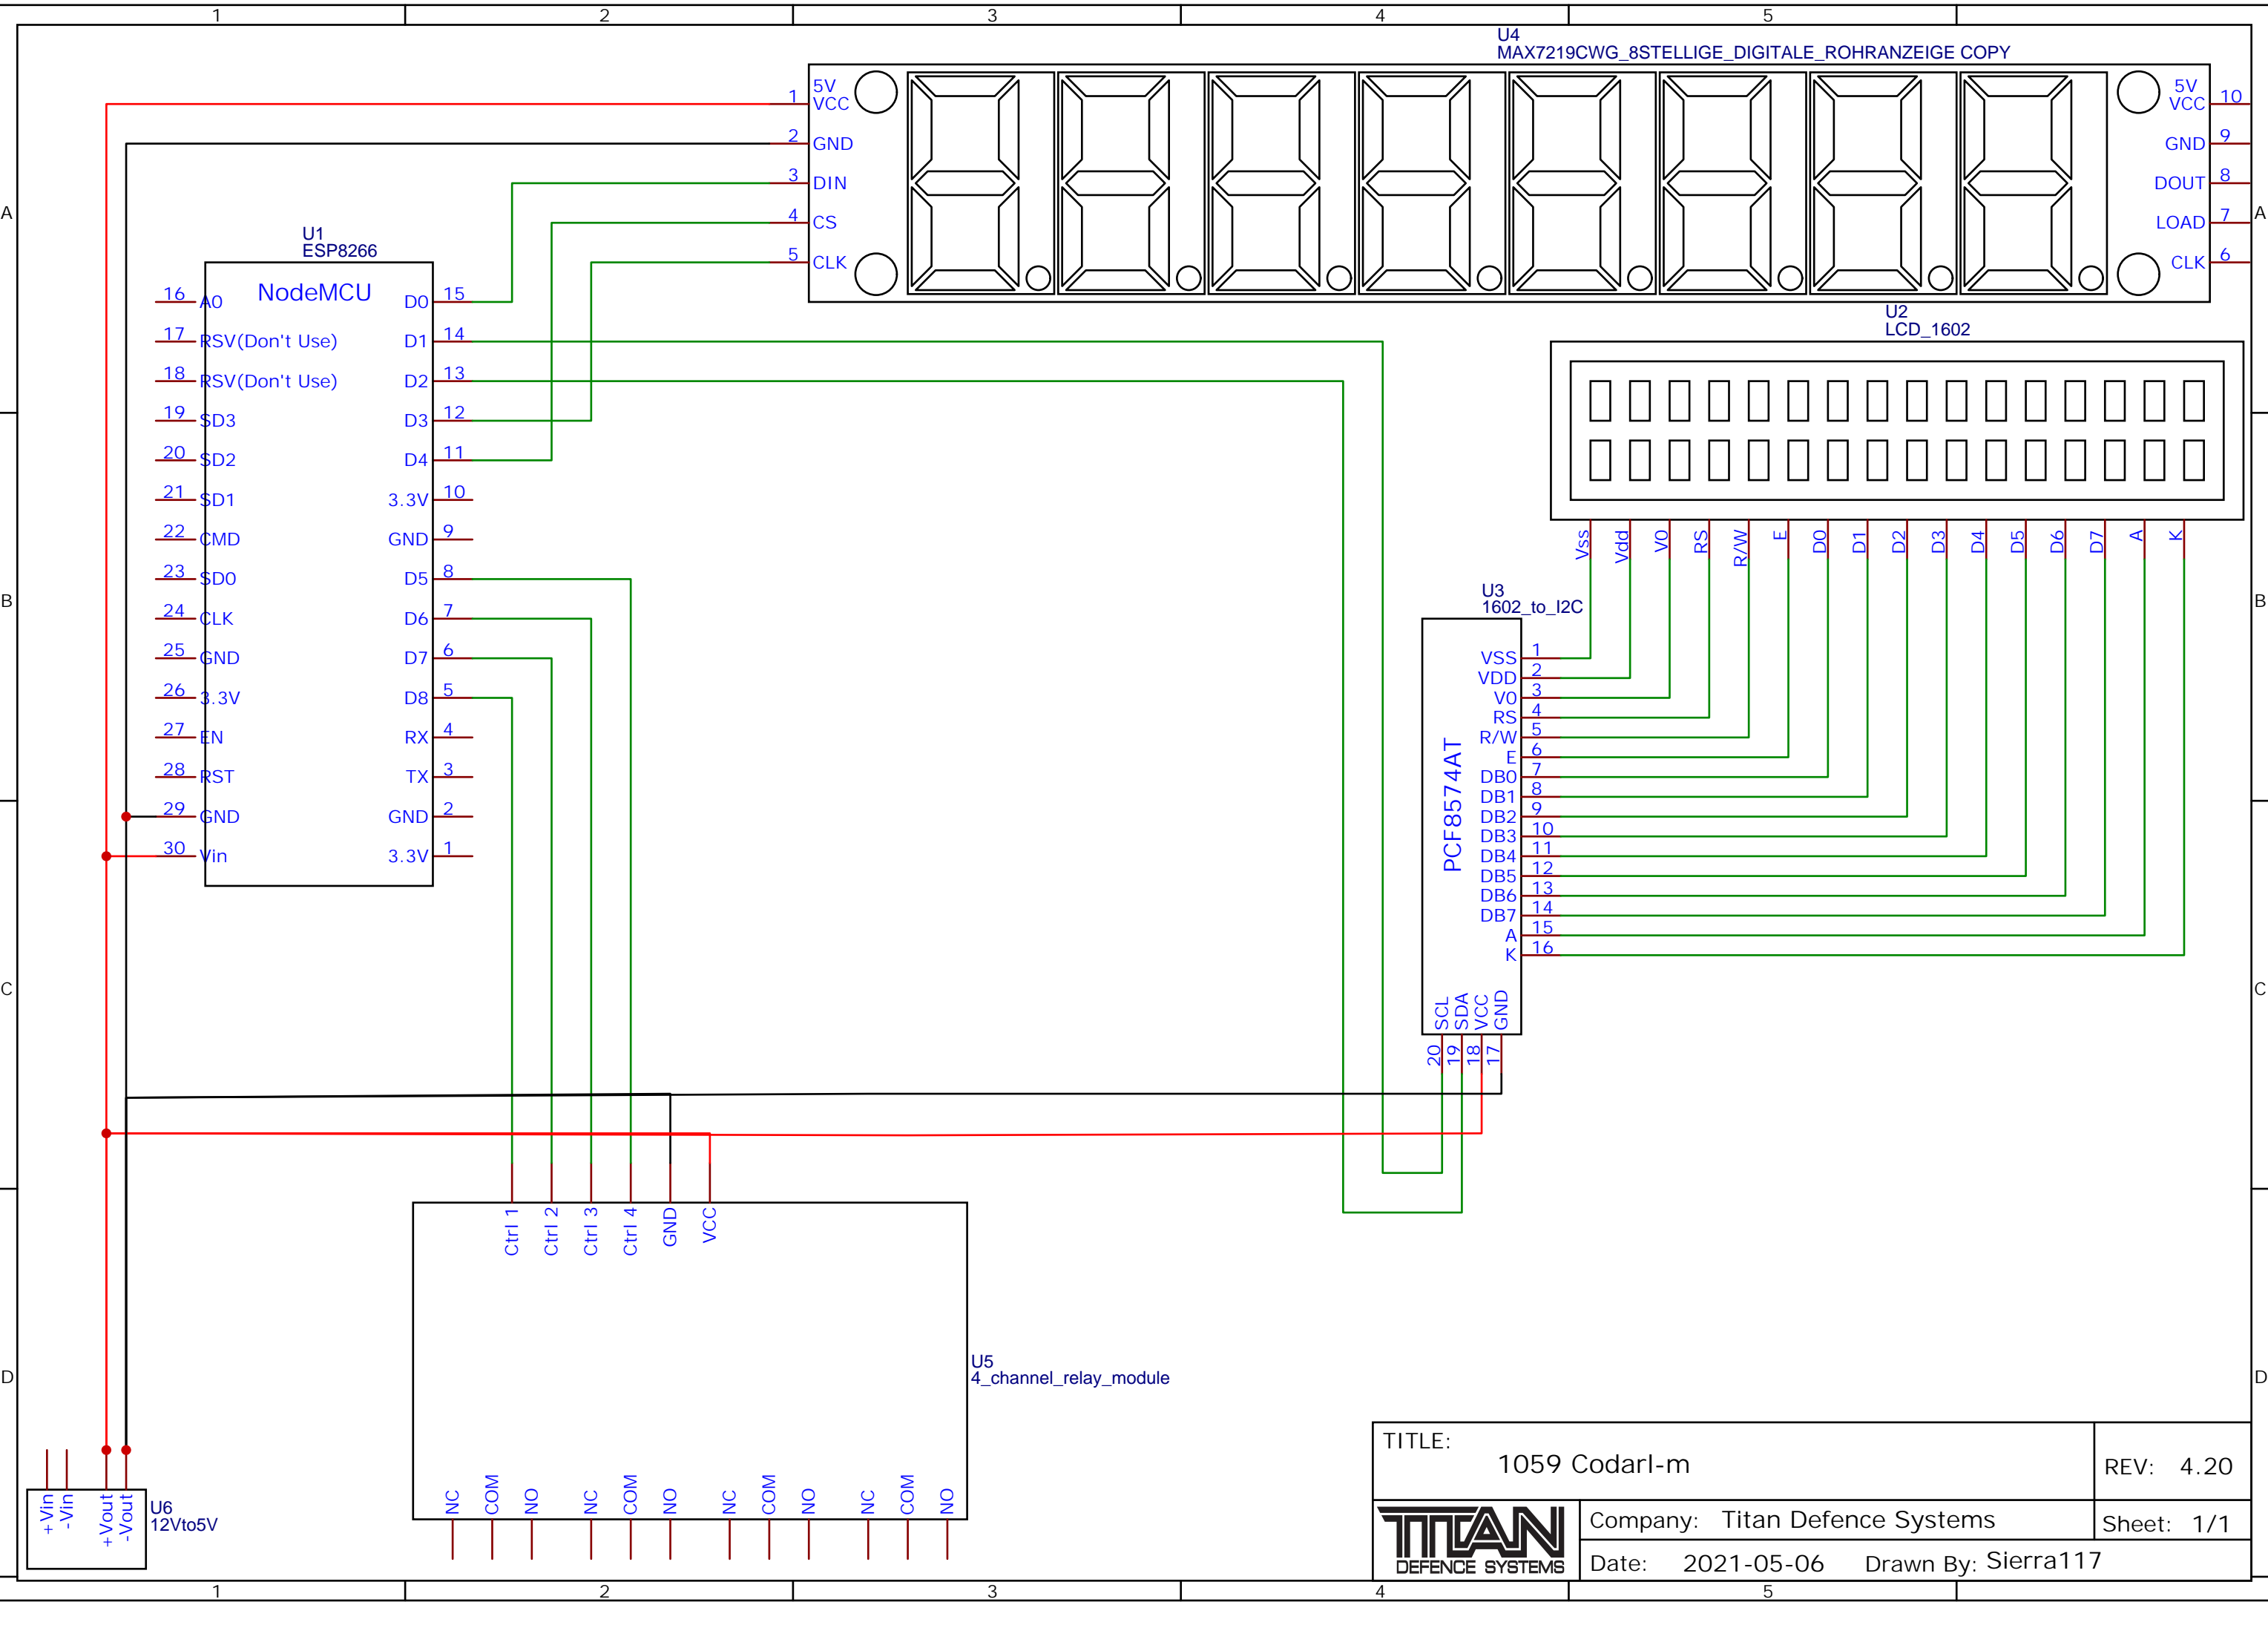 1 2 3 4 5
U4
MAX7219CWG_8STELLIGE_DIGITALE_ROHRANZEIGE COPY
1 5V
VCC
2 GND
3 DIN
4 CS
5 CLK
5V
VCC 10
GND 9
DOUT 8
LOAD 7
CLK 6
A
A
U1
ESP8266
NodeMCU
16 A0
17 RSV(Don't Use)
18 RSV(Don't Use)
19 SD3
20 SD2
21 SD1
22 CMD
23 SD0
24 CLK
25 GND
26 3.3V
27 EN
28 RST
29 GND
30 Vin
D0 15
D1 14
D2 13
D3 12
D4 11
3.3V 10
GND 9
D5 8
D6 7
D7 6
D8 5
RX 4
TX 3
GND 2
3.3V 1
U2
LCD_1602
Vss
Vdd
V0
RS
R/W
E
D0
D1
D2
D3
D4
D5
D6
D7
A
K
B
B
U3
1602_to_I2C
PCF8574AT
VSS 1
VDD 2
V0 3
RS 4
R/W 5
E 6
DB0 7
DB1 8
DB2 9
DB3 10
DB4 11
DB5 12
DB6 13
DB7 14
A 15
K 16
SCL 20
SDA 19
VCC 18
GND 17
C
C
Ctrl 1
Ctrl 2
Ctrl 3
Ctrl 4
GND
VCC
U5
4_channel_relay_module
NC
COM
NO
NC
COM
NO
NC
COM
NO
NC
COM
NO
D
D
+Vin
-Vin
+Vout
-Vout
U6
12Vto5V
TITLE:
1059 Codarl-m
REV: 4.20
TITAN
DEFENCE SYSTEMS
Company: Titan Defence Systems
Sheet: 1/1
Date: 2021-05-06 Drawn By: Sierra117
1 2 3 4 5